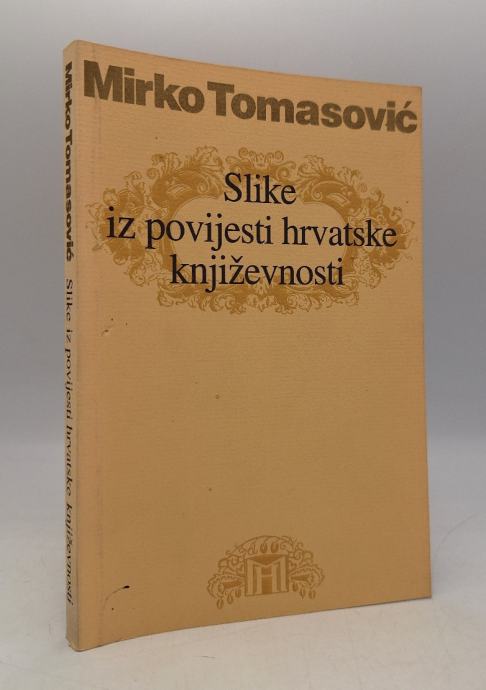 Mirko Tomasović
Slike
iz povijesti hrvatske
književnosti
Mirko Tomasović Slike iz povijesti hrvatske književnosti